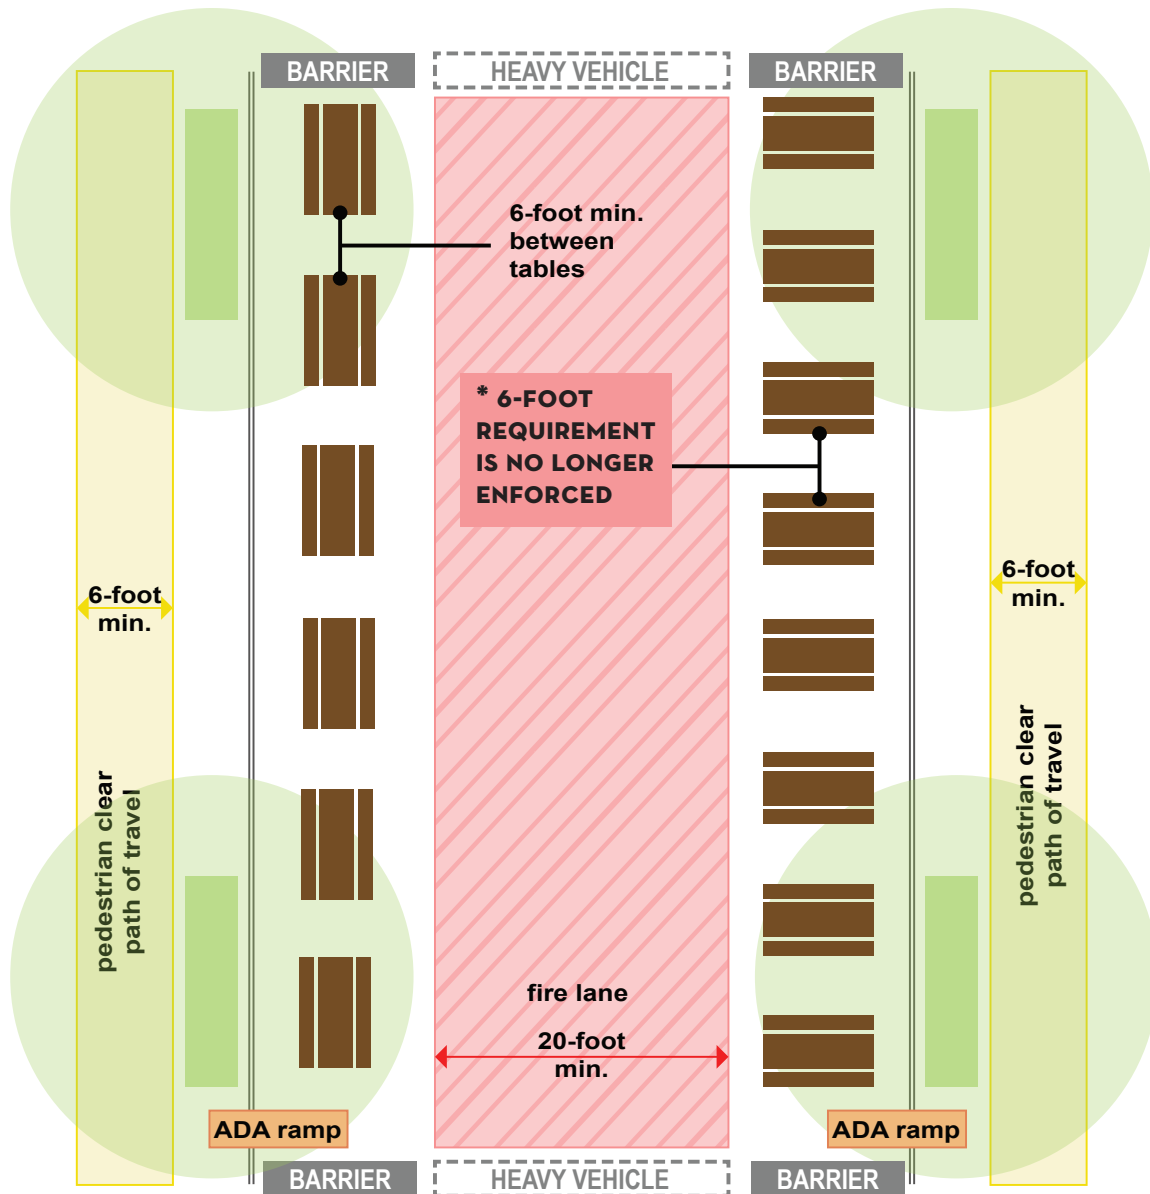 BARRIER
HEAVY VEHICLE
BARRIER
6-foot min.
between
tables
* 6-FOOT
REQUIREMENT
IS NO LONGER
ENFORCED
6-foot
min.
6-foot
min.
pedestrian clear
path of travel
pedestrian clear
path of travel
fire lane
20-foot
min.
ADA ramp
ADA ramp
BARRIER
HEAVY VEHICLE
BARRIER